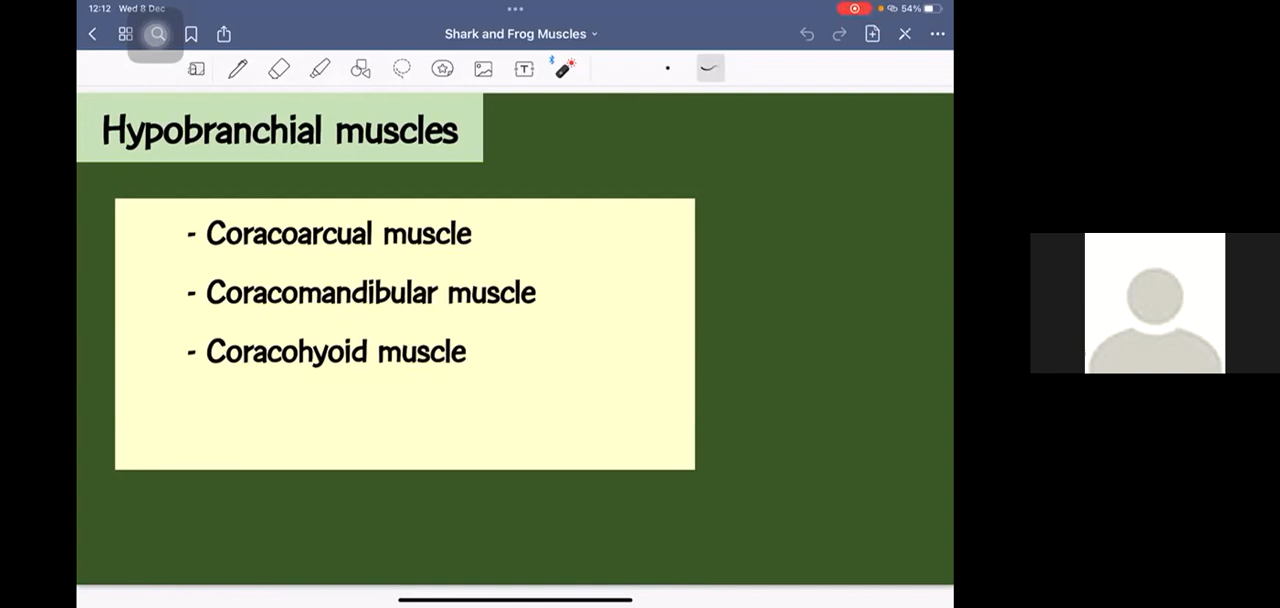 12:12 Wed 8 Dec
54%
Shark and Frog Muscles
T
Hypobranchial muscles
- Coracoarcual muscle
- Coracomandibular muscle
- Coracohyoid muscle